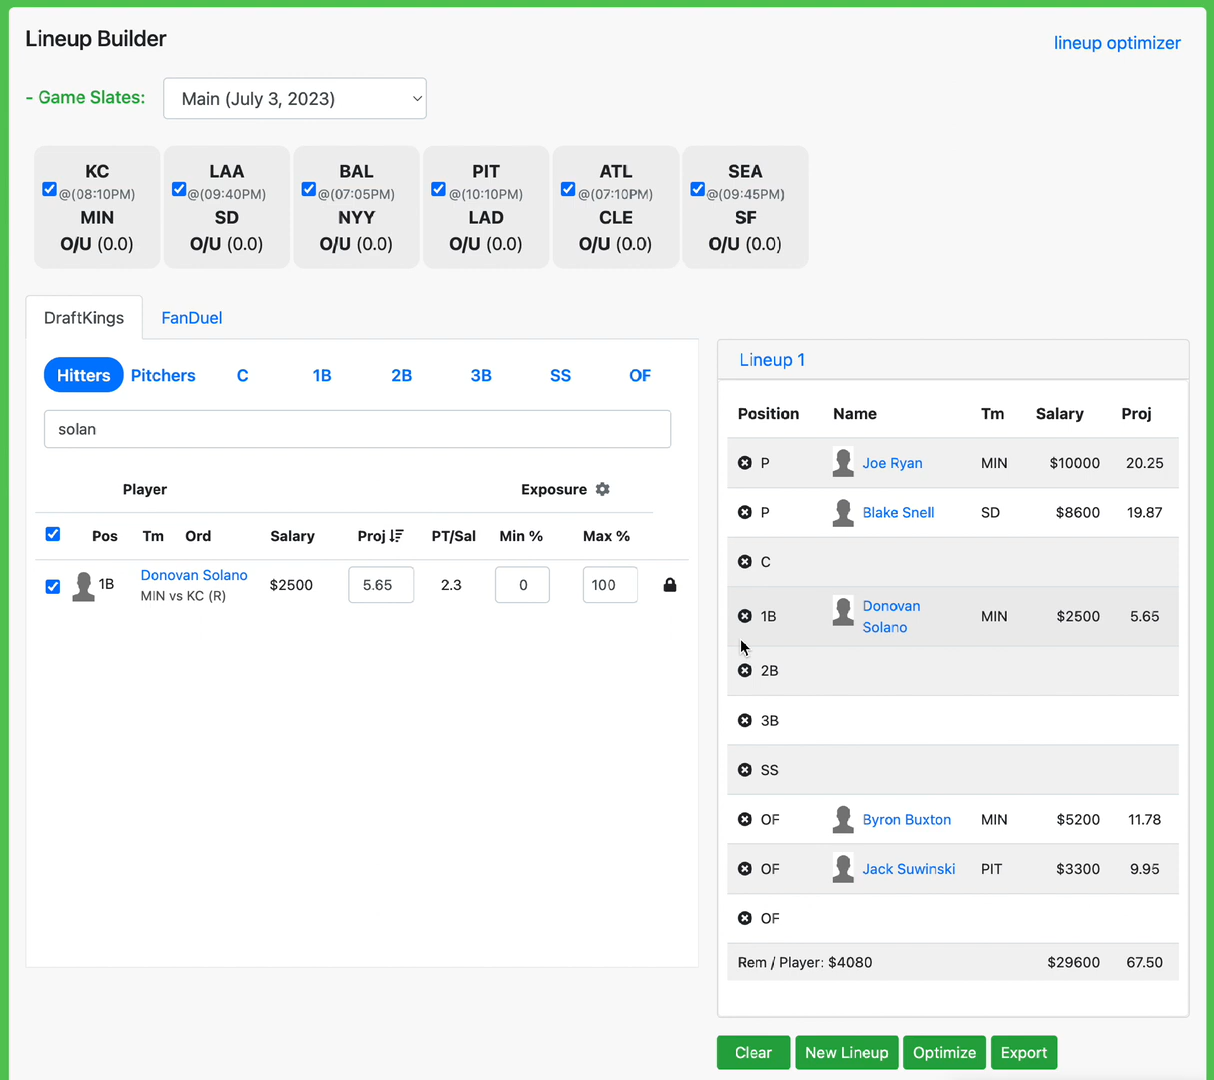 Lineup Builder
lineup optimizer
- Game Slates:
Main (July 3, 2023)
KC
@(08:10PM)
MIN
O/U (0.0)
LAA
@(09:40PM)
SD
O/U (0.0)
BAL
@(07:05PM)
NYY
O/U (0.0)
PIT
@(10:10PM)
LAD
O/U (0.0)
ATL
@(07:10PM)
CLE
O/U (0.0)
SEA
@(09:45PM)
SF
O/U (0.0)
DraftKings FanDuel
Hitters Pitchers C 1B 2B 3B SS OF
solan
Player Exposure
Pos Tm Ord Salary Proj PT/Sal Min % Max %
1B Donovan Solano $2500 5.65 2.3 0 100
MIN vs KC (R)
Lineup 1
Position Name Tm Salary Proj
P Joe Ryan MIN $10000 20.25
P Blake Snell SD $8600 19.87
C
1B Donovan Solano MIN $2500 5.65
2B
3B
SS
OF Byron Buxton MIN $5200 11.78
OF Jack Suwinski PIT $3300 9.95
OF
Rem / Player: $4080 $29600 67.50
Clear New Lineup Optimize Export